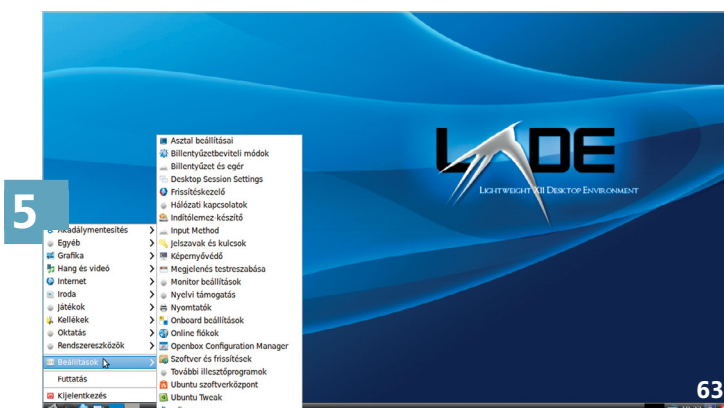 LXDE
LIGHTWEIGHT X11 DESKTOP ENVIRONMENT
5
Akadálymentesítés
Egyéb
Grafika
Hang és videó
Internet
Iroda
Játékok
Kellékek
Oktatás
Rendszereszközök
Beállítások
Futtatás
Kijelentkezés
Asztal beállításai
Billentyűzetbeviteli módok
Billentyűzet és egér
Desktop Session Settings
Frissítéskezelő
Hálózati kapcsolatok
Indítólemez-készítő
Input Method
Jelszavak és kulcsok
Képernyővédő
Megjelenés testreszabása
Monitor beállítások
Nyelvi támogatás
Nyomtatók
Onboard beállítások
Online fiókok
Openbox Configuration Manager
Szoftver és frissítések
További illesztőprogramok
Ubuntu szoftverközpont
Ubuntu Tweak
63